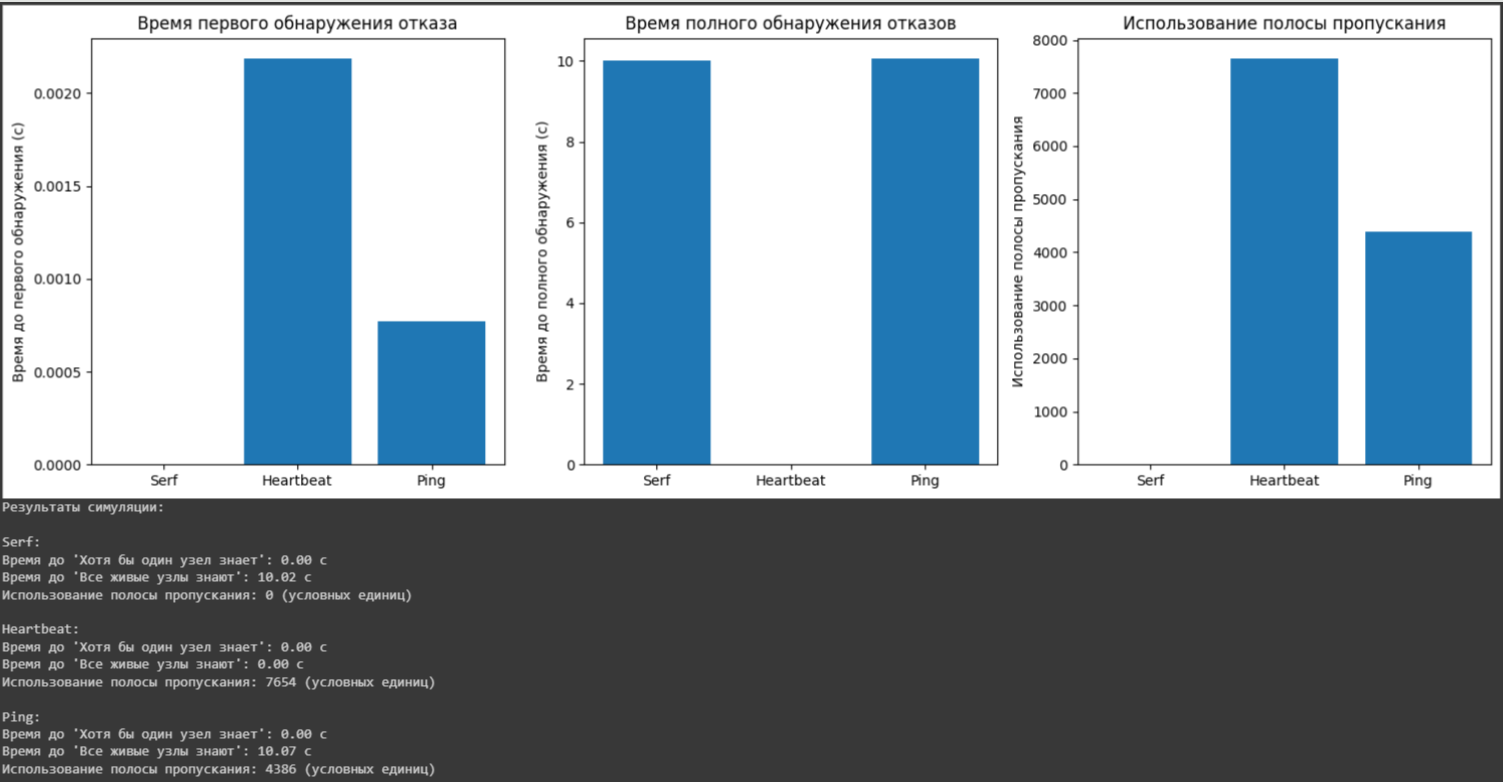 Время первого обнаружения отказа
Время до первого обнаружения (с)
0.0020
0.0015
0.0010
0.0005
0.0000
Serf
Heartbeat
Ping
Время полного обнаружения отказов
Время до полного обнаружения (с)
10
8
6
4
2
0
Serf
Heartbeat
Ping
Использование полосы пропускания
Использование полосы пропускания
8000
7000
6000
5000
4000
3000
2000
1000
0
Serf
Heartbeat
Ping
Результаты симуляции:
Serf:
Время до 'Хотя бы один узел знает': 0.00 с
Время до 'Все живые узлы знают': 10.02 с
Использование полосы пропускания: 0 (условных единиц)
Heartbeat:
Время до 'Хотя бы один узел знает': 0.00 с
Время до 'Все живые узлы знают': 0.00 с
Использование полосы пропускания: 7654 (условных единиц)
Ping:
Время до 'Хотя бы один узел знает': 0.00 с
Время до 'Все живые узлы знают': 10.07 с
Использование полосы пропускания: 4386 (условных единиц)